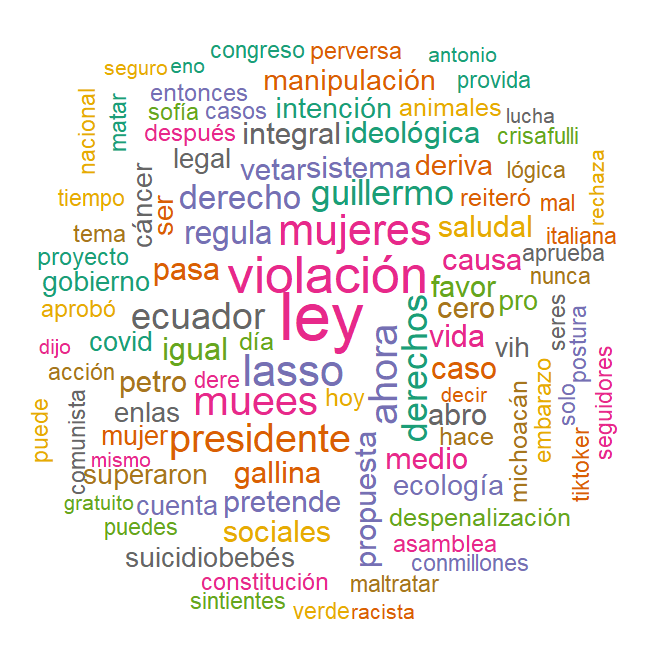 congreso perversa antonio
seguro eno manipulación provida
entonces
nacional matar sofía casos intención animales lucha
después integral ideológica crisafulli
legal vetar sistema deriva lógica rechaza
tiempo cáncer ser derecho guillermo reiteró mal
tema regula mujeres saludal italiana
proyecto pasa causa aprueba
gobierno violación favor nunca
aprobó ecuador ley derechos cero pro seres postura
covid igual día ahora vida vih
dijo lasso caso
acción petro dere hoy decir solo seguidores
puede comunista enlas muees abro embarazo
mujer presidente hace michoacán tiktoker
mismo superaron gallina propuesta medio
gratuito cuenta pretende ecología
puedes sociales despenalización
suicidiobebés asamblea
constitución conmillones
sintientes maltratar
verde racista